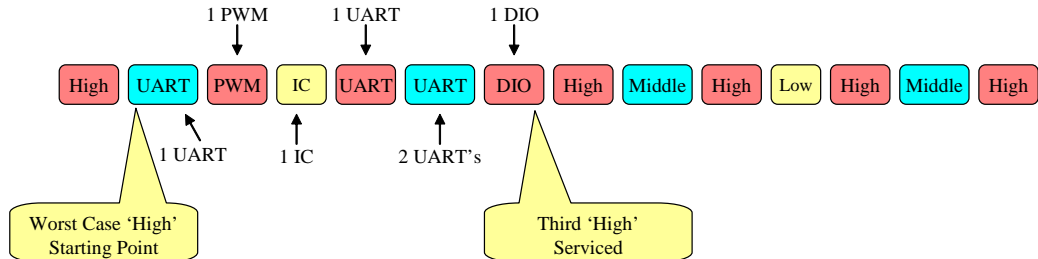 1 PWM
1 UART
1 DIO
High
UART
PWM
IC
UART
UART
DIO
High
Middle
High
Low
High
Middle
High
1 UART
1 IC
2 UART's
Worst Case ‘High’
Starting Point
Third ‘High’
Serviced